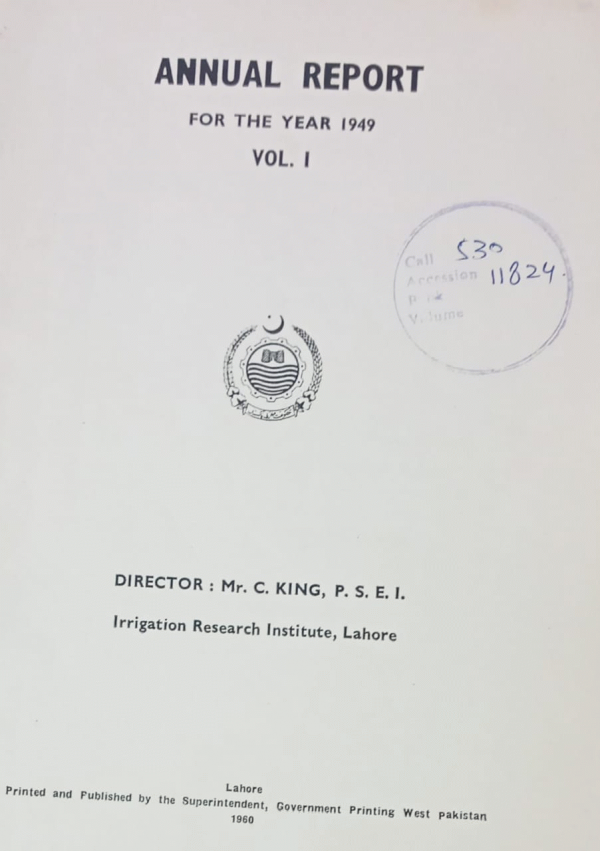 ANNUAL REPORT
FOR THE YEAR 1949
VOL. I
Call 530
Accession 11824.
Volume
DIRECTOR : Mr. C. KING, P. S. E. I.
Irrigation Research Institute, Lahore
Lahore
Printed and Published by the Superintendent, Government Printing West Pakistan
1960